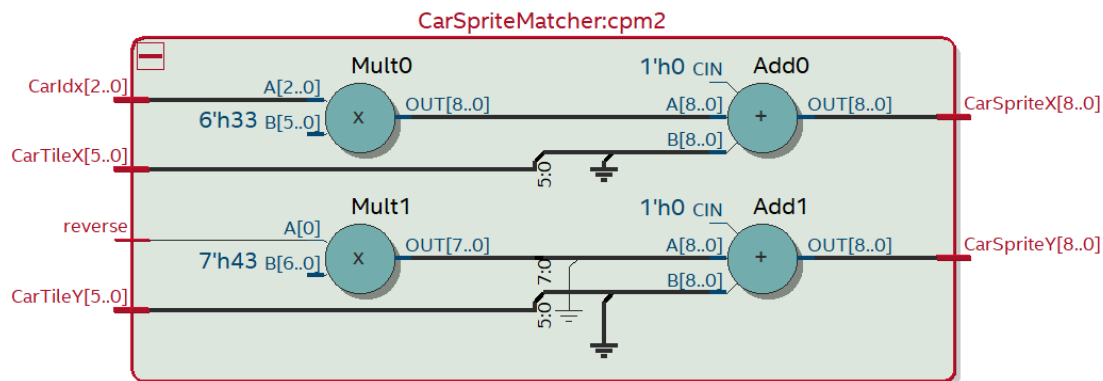 CarSpriteMatcher:cpm2
Mult0
1'h0 CIN
Add0
CarIdx[2..0]
A[2..0]
OUT[8..0]
A[8..0]
OUT[8..0]
CarSpriteX[8..0]
6'h33 B[5..0]
x
+
B[8..0]
CarTileX[5..0]
5:0
Mult1
1'h0 CIN
Add1
reverse
A[0]
OUT[7..0]
A[8..0]
OUT[8..0]
CarSpriteY[8..0]
7'h43 B[6..0]
x
7:0
+
B[8..0]
CarTileY[5..0]
5:0